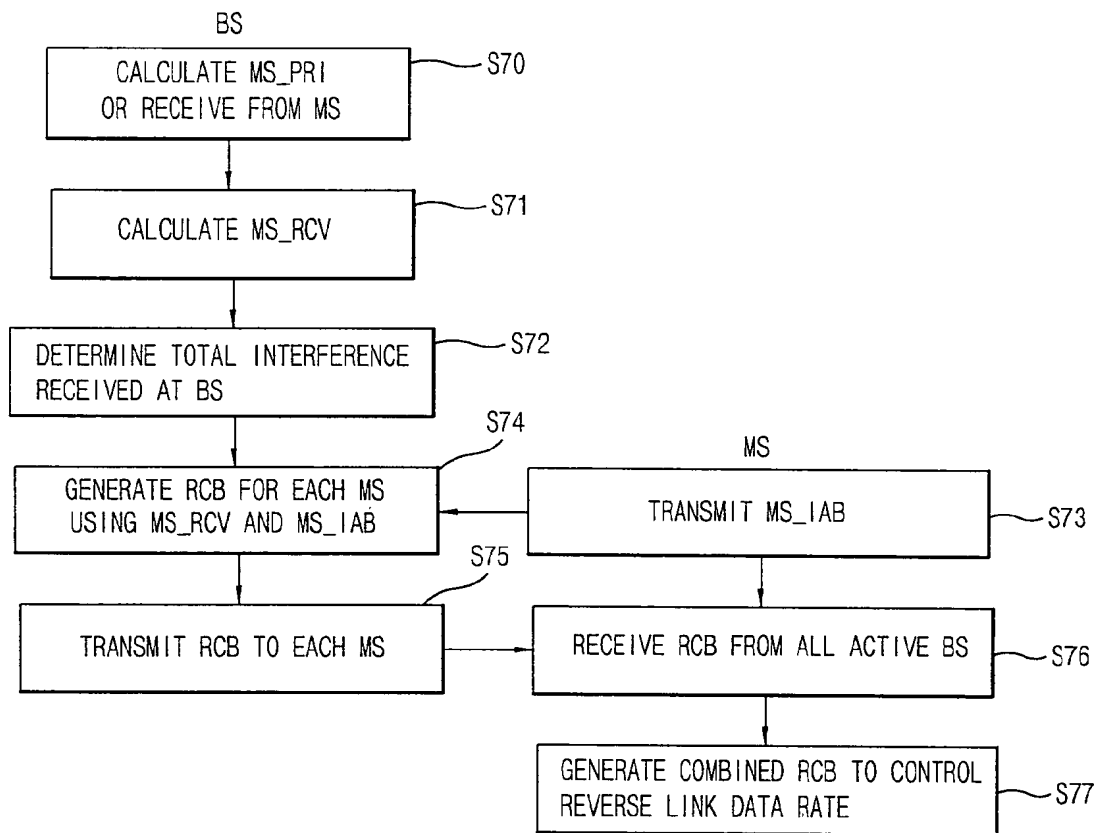 BS
CALCULATE MS_PRI
OR RECEIVE FROM MS
S70
CALCULATE MS_RCV
S71
DETERMINE TOTAL INTERFERENCE
RECEIVED AT BS
S72
GENERATE RCB FOR EACH MS
USING MS_RCV AND MS_IAB
S74
MS
TRANSMIT MS_IAB
S73
TRANSMIT RCB TO EACH MS
S75
RECEIVE RCB FROM ALL ACTIVE BS
S76
GENERATE COMBINED RCB TO CONTROL
REVERSE LINK DATA RATE
S77